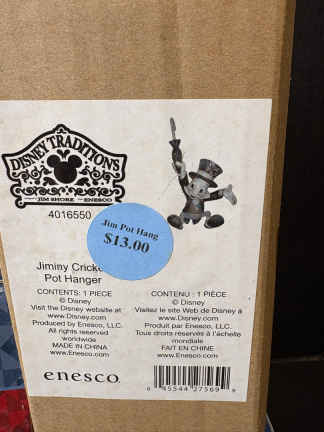 DISNEY TRADITIONS
JIM SHORE ENESCO
4016550
Jim Pot Hang
$13.00
Jiminy Cricke
Pot Hanger
CONTENTS: 1 PIECE
© Disney
Visit the Disney website at
www.Disney.com
Produced by Enesco, LLC.
All rights reserved
worldwide
MADE IN CHINA
www.Enesco.com
CONTENU : 1 PIÈCE
© Disney
Visitez le site Web de Disney à
www.Disney.com
Produit par Enesco, LLC.
Tous droits réservés à l'échelle
mondiale
FAIT EN CHINE
www.Enesco.com
enesco.
45544 27569